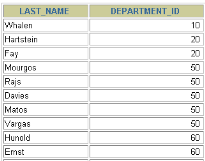 LAST_NAME DEPARTMENT_ID
Whalen 10
Hartstein 20
Fay 20
Mourgos 50
Rajs 50
Davies 50
Matos 50
Vargas 50
Hunold 60
Ernst 60